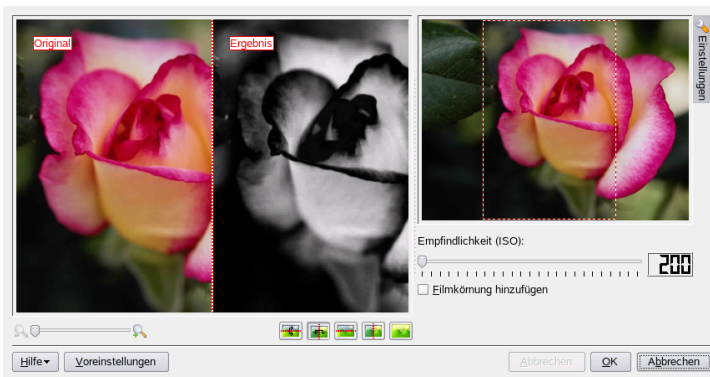 Original
Ergebnis
Einstellungen
Empfindlichkeit (ISO):
200
Filmkörnung hinzufügen
Hilfe
Voreinstellungen
Abbrechen
OK
Abbrechen